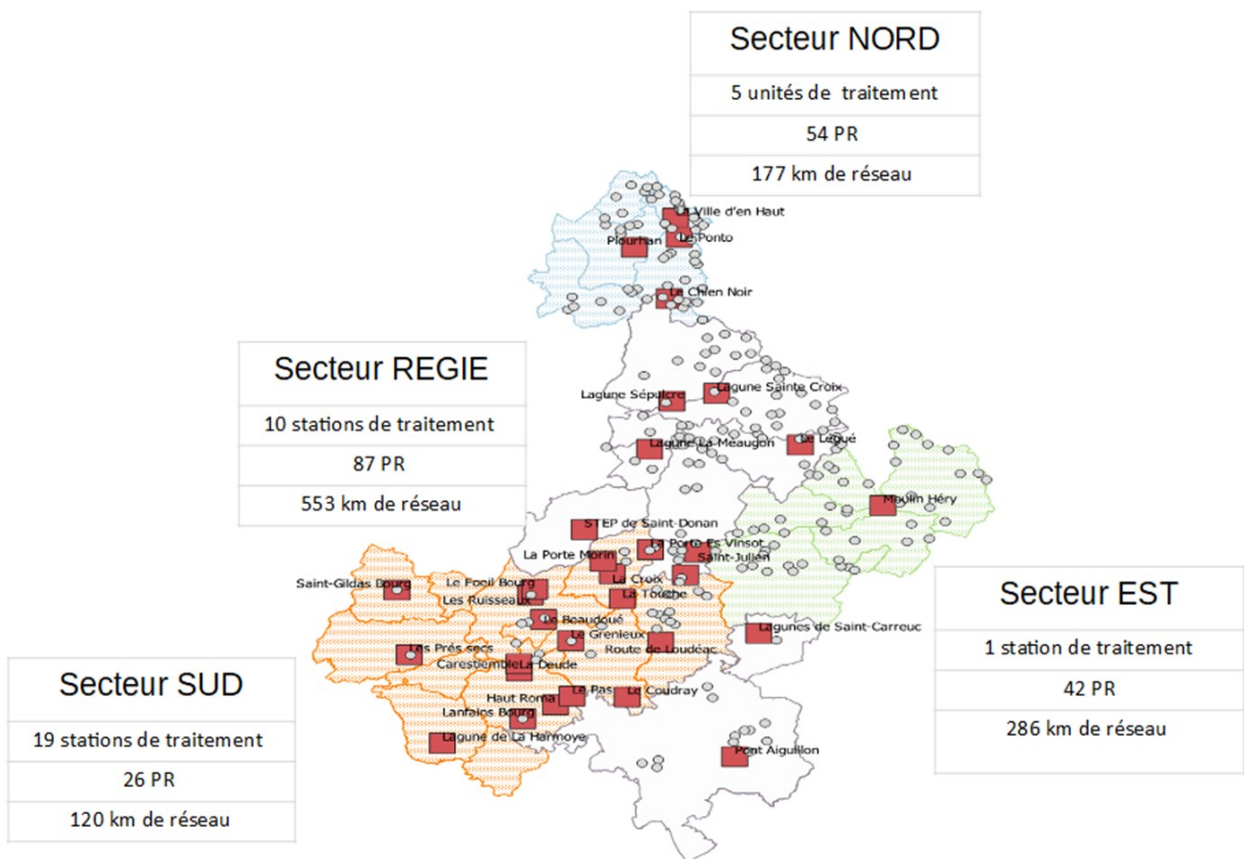 Secteur NORD
5 unités de traitement
54 PR
177 km de réseau
La Ville d'en Haut
Plourhan
Le Ponto
Le Chien Noir
Secteur REGIE
10 stations de traitement
87 PR
553 km de réseau
Lagune Sépulcre
Lagune Sainte Croix
Lagune La Méaugon
Le Légué
Moulin Héry
STEP de Saint-Donan
La Porte Es Vinsot
La Porte Morin
Saint-Julien
La Croix
Saint-Gildas Bourg
Le Foeil Bourg
Les Ruisseaux
La Touche
Le Beaudoué
Le Grenieux
Route de Loudéac
Lagunes de Saint-Carreuc
Les Prés secs
Carestiemble
La Deude
Haut Roma
Le Pas
Le Coudray
Lanfains Bourg
Lagune de La Harmoye
Pont Aiguillon
Secteur EST
1 station de traitement
42 PR
286 km de réseau
Secteur SUD
19 stations de traitement
26 PR
120 km de réseau